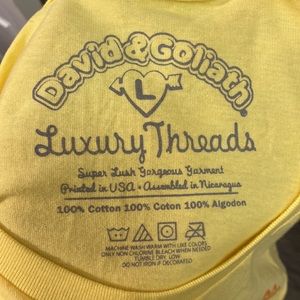 David & Goliath
L
Luxury Threads
Super Lush Gorgeous Garment
Printed in USA • Assembled in Nicaragua
100% Cotton 100% Coton 100% Algodon
MACHINE WASH WARM WITH LIKE COLORS
ONLY NON CHLORINE BLEACH WHEN NEEDED
TUMBLE DRY LOW
DO NOT IRON IF DECORATED